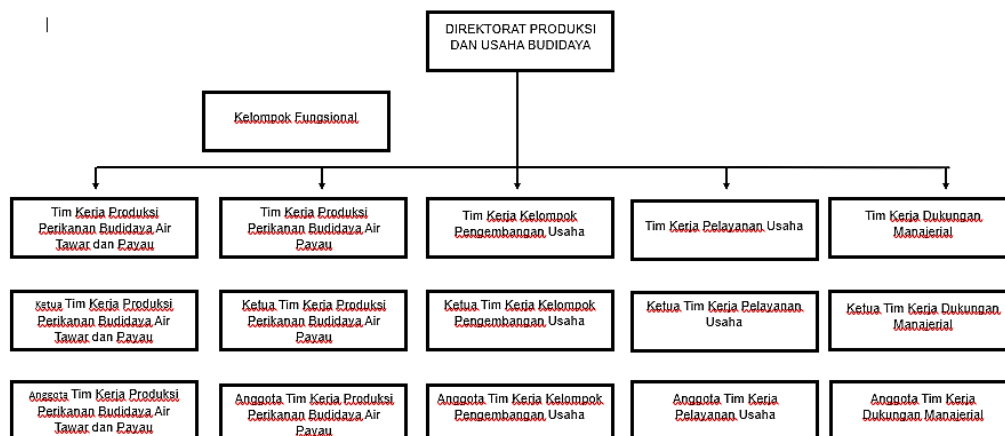 DIREKTORAT PRODUKSI
DAN USAHA BUDIDAYA
Kelompok Fungsional
Tim Kerja Produksi
Perikanan Budidaya Air
Tawar dan Payau
Tim Kerja Produksi
Perikanan Budidaya Air
Payau
Tim Kerja Kelompok
Pengembangan Usaha
Tim Kerja Pelayanan Usaha
Tim Kerja Dukungan
Manajerial
Ketua Tim Kerja Produksi
Perikanan Budidaya Air
Tawar dan Payau
Ketua Tim Kerja Produksi
Perikanan Budidaya Air
Payau
Ketua Tim Kerja Kelompok
Pengembangan Usaha
Ketua Tim Kerja Pelayanan
Usaha
Ketua Tim Kerja Dukungan
Manajerial
Anggota Tim Kerja Produksi
Perikanan Budidaya Air
Tawar dan Payau
Anggota Tim Kerja Produksi
Perikanan Budidaya Air
Payau
Anggota Tim Kerja Kelompok
Pengembangan Usaha
Anggota Tim Kerja
Pelayanan Usaha
Anggota Tim Kerja
Dukungan Manajerial